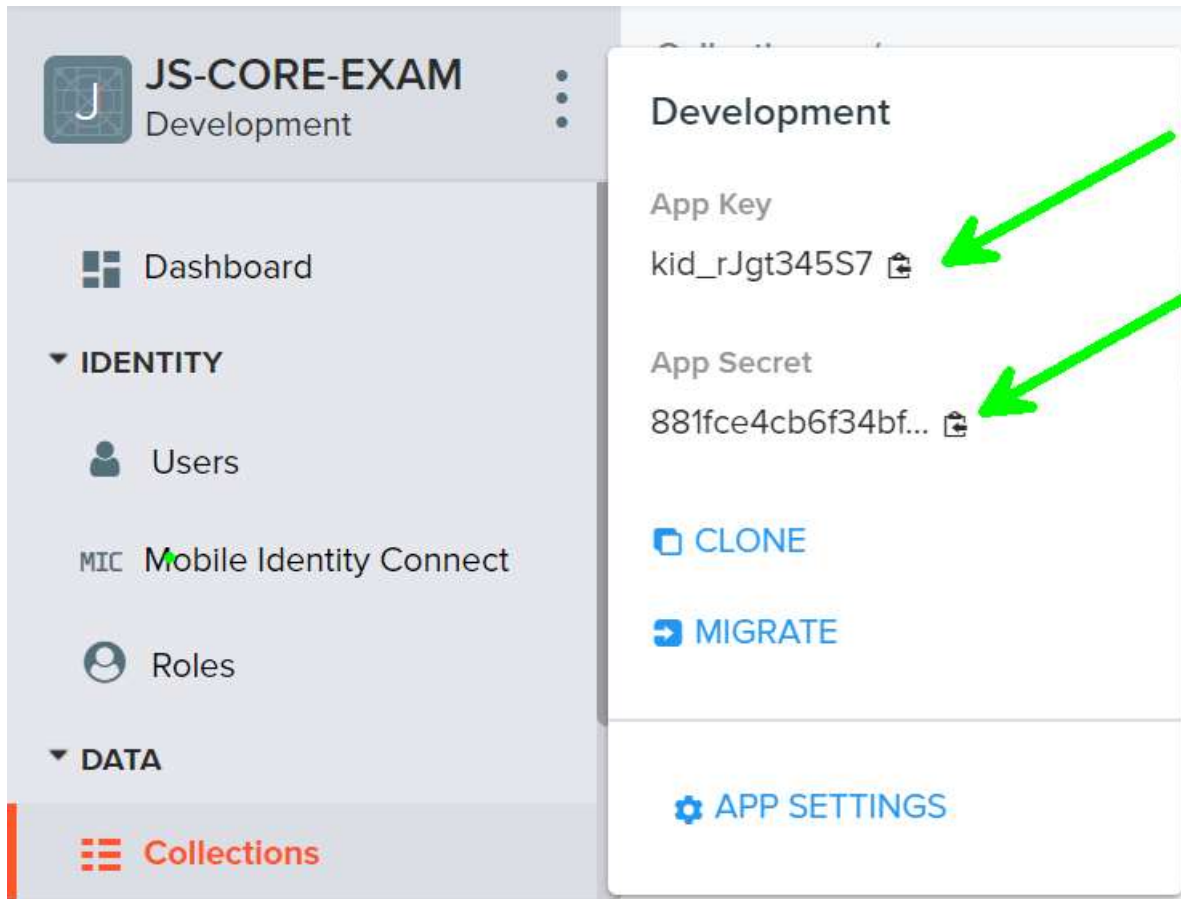 J
JS-CORE-EXAM
Development
Dashboard
IDENTITY
Users
MIC Mobile Identity Connect
Roles
DATA
Collections
Development
App Key
kid_rJgt345S7
App Secret
881fce4cb6f34bf...
CLONE
MIGRATE
APP SETTINGS